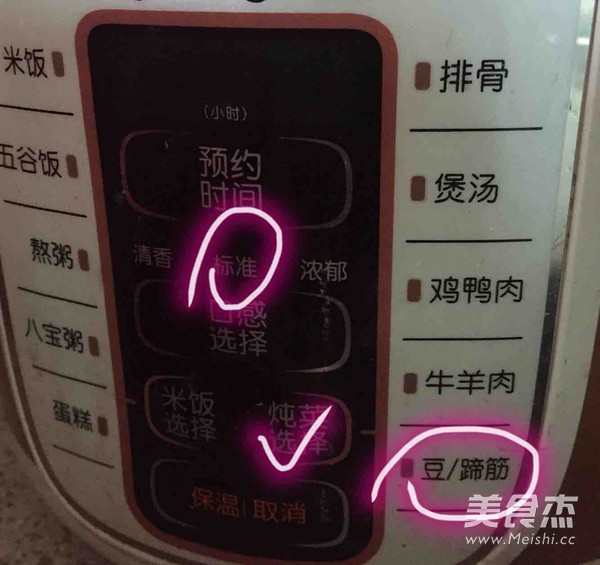 米饭
五谷饭
熬粥
八宝粥
蛋糕
(小时)
预约
时间
清香 标准 浓郁
口感
选择
米饭
选择
炖菜
选择
保温|取消
排骨
煲汤
鸡鸭肉
牛羊肉
豆/蹄筋
美食杰
©Meishi.cc